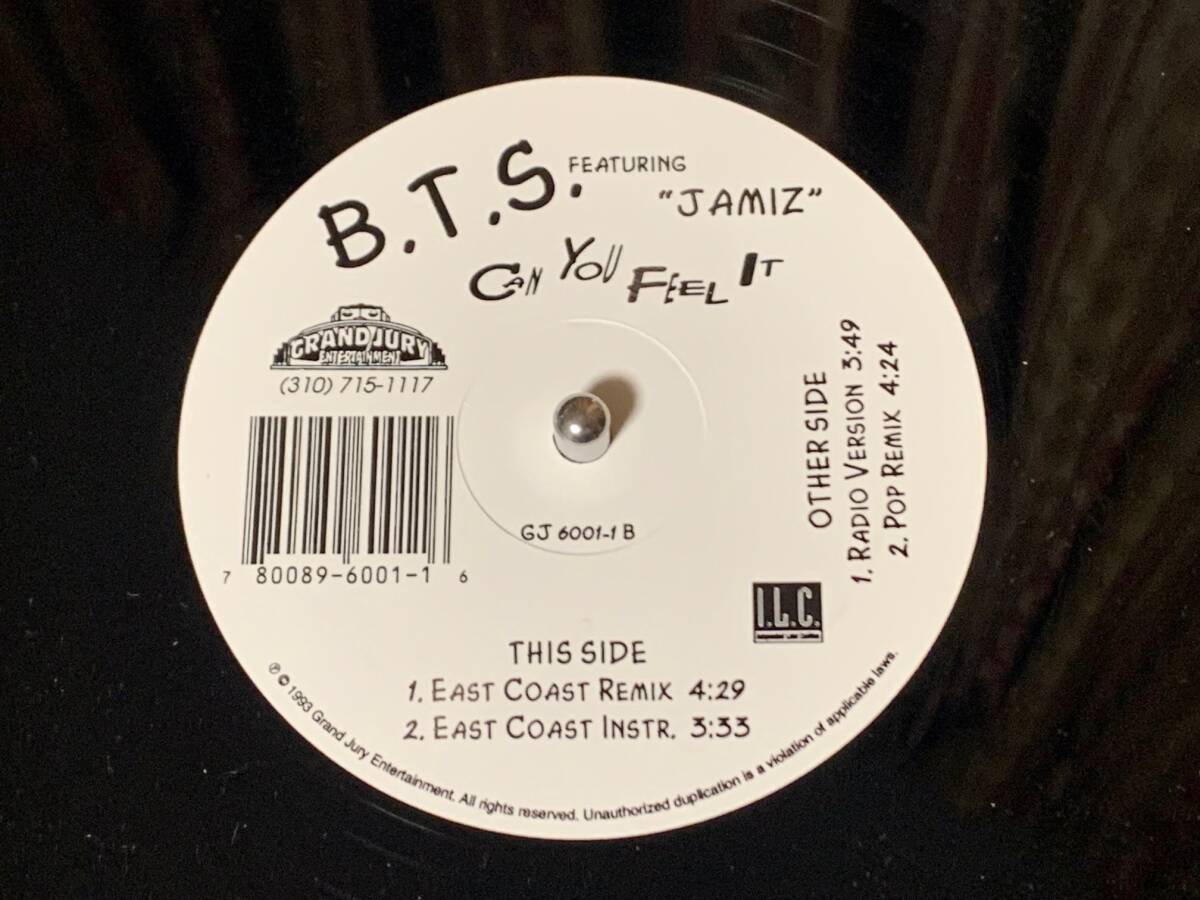 B.T.S. FEATURING
"JAMIZ"
CAN YOU FEEL IT
GRAND JURY
ENTERTAINMENT
(310) 715-1117
7 80089-6001-1 6
GJ 6001-1 B
OTHER SIDE
1. RADIO VERSION 3:49
2. POP REMIX 4:24
I.L.C.
Independent Label Coalition
THIS SIDE
1. EAST COAST REMIX 4:29
2. EAST COAST INSTR. 3:33
℗ © 1993 Grand Jury Entertainment. All rights reserved. Unauthorized duplication is a violation of applicable laws.